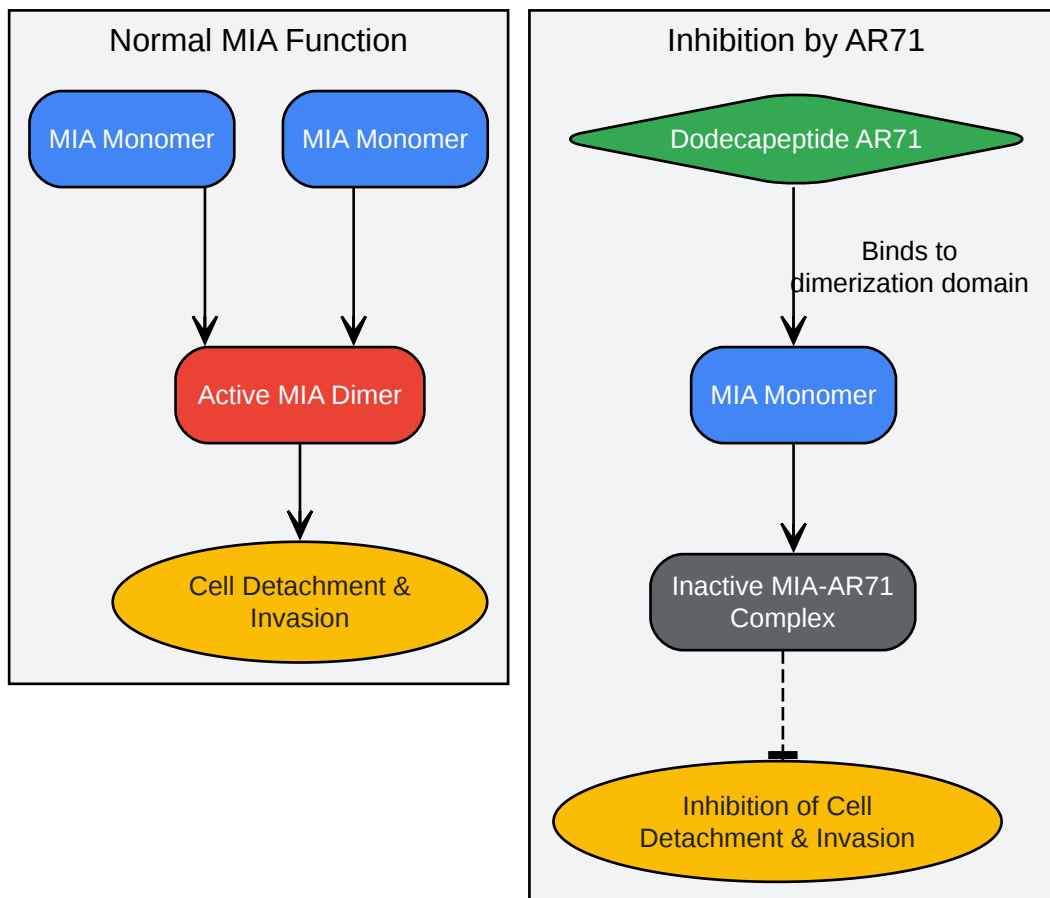 Normal MIA Function
MIA Monomer
MIA Monomer
Active MIA Dimer
Cell Detachment &
Invasion
Inhibition by AR71
Dodecapeptide AR71
Binds to
dimerization domain
MIA Monomer
Inactive MIA-AR71
Complex
Inhibition of Cell
Detachment & Invasion